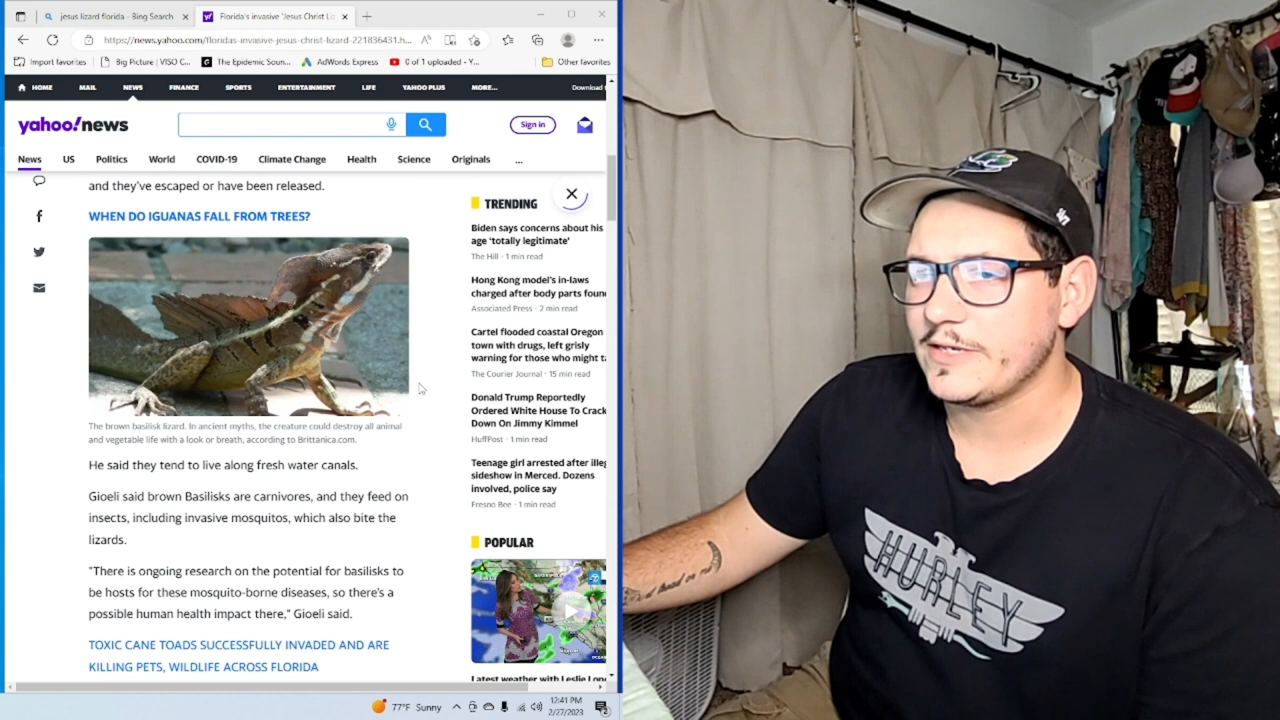 jesus lizard florida - Bing Search
Florida's invasive 'Jesus Christ Li
https://news.yahoo.com/floridas-invasive-jesus-christ-lizard-221836431.h...
Import favorites
Big Picture | VISO C...
The Epidemic Soun...
AdWords Express
0 of 1 uploaded - Y...
Other favorites
HOME MAIL NEWS FINANCE SPORTS ENTERTAINMENT LIFE YAHOO PLUS MORE... Download
yahoo!news
Sign in
News US Politics World COVID-19 Climate Change Health Science Originals ...
and they've escaped or have been released.
WHEN DO IGUANAS FALL FROM TREES?
The brown basilisk lizard. In ancient myths, the creature could destroy all animal
and vegetable life with a look or breath, according to Brittanica.com.
He said they tend to live along fresh water canals.
Gioeli said brown Basilisks are carnivores, and they feed on
insects, including invasive mosquitos, which also bite the
lizards.
"There is ongoing research on the potential for basilisks to
be hosts for these mosquito-borne diseases, so there's a
possible human health impact there," Gioeli said.
TOXIC CANE TOADS SUCCESSFULLY INVADED AND ARE
KILLING PETS, WILDLIFE ACROSS FLORIDA
TRENDING
Biden says concerns about his
age 'totally legitimate'
The Hill · 1 min read
Hong Kong model's in-laws
charged after body parts foun
Associated Press · 2 min read
Cartel flooded coastal Oregon
town with drugs, left grisly
warning for those who might t
The Courier Journal · 15 min read
Donald Trump Reportedly
Ordered White House To Crack
Down On Jimmy Kimmel
HuffPost · 1 min read
Teenage girl arrested after illeg
sideshow in Merced. Dozens
involved, police say
Fresno Bee · 1 min read
POPULAR
Latest weather with Leslie Lon
77°F Sunny
12:41 PM
2/27/2023
HURLEY
47